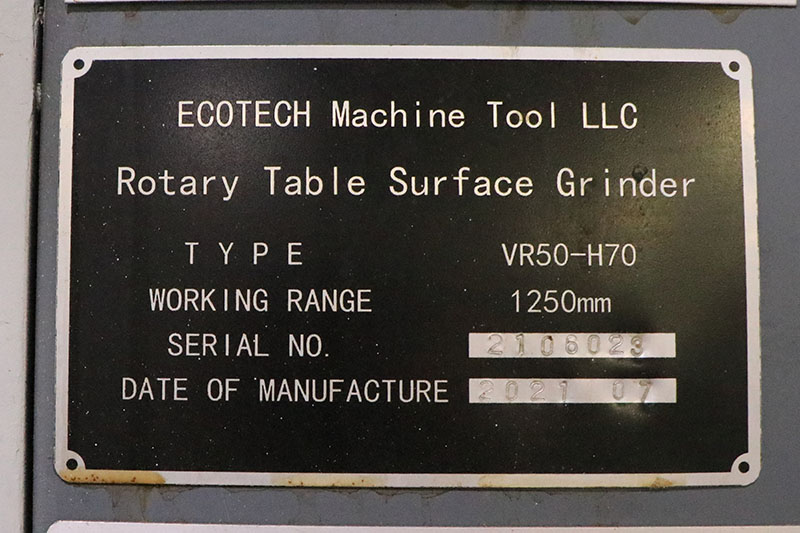 ECOTECH Machine Tool LLC
Rotary Table Surface Grinder
TYPE VR50-H70
WORKING RANGE 1250mm
SERIAL NO. 2106023
DATE OF MANUFACTURE 2021 07